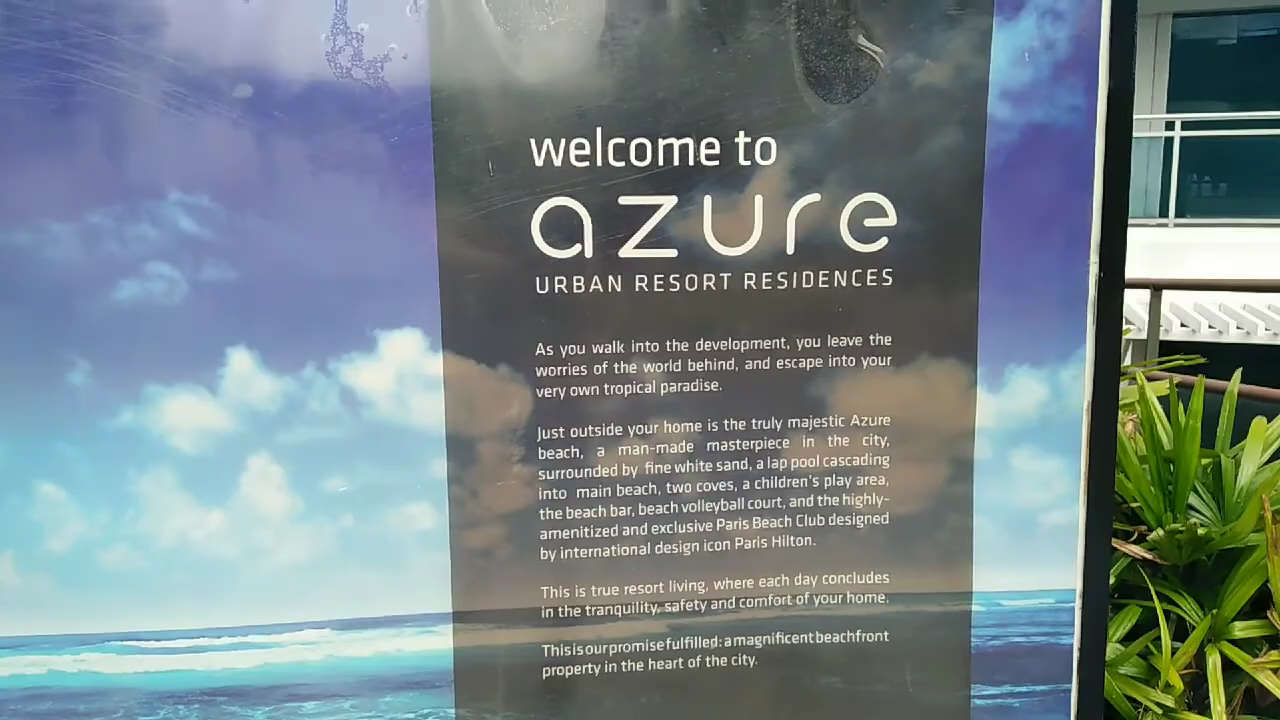 welcome to
azure
URBAN RESORT RESIDENCES
As you walk into the development, you leave the
worries of the world behind, and escape into your
very own tropical paradise.
Just outside your home is the truly majestic Azure
beach, a man-made masterpiece in the city,
surrounded by fine white sand, a lap pool cascading
into main beach, two coves, a children's play area,
the beach bar, beach volleyball court, and the highly-
amenitized and exclusive Paris Beach Club designed
by international design icon Paris Hilton.
This is true resort living, where each day concludes
in the tranquility, safety and comfort of your home.
This is our promise fulfilled: a magnificent beachfront
property in the heart of the city.